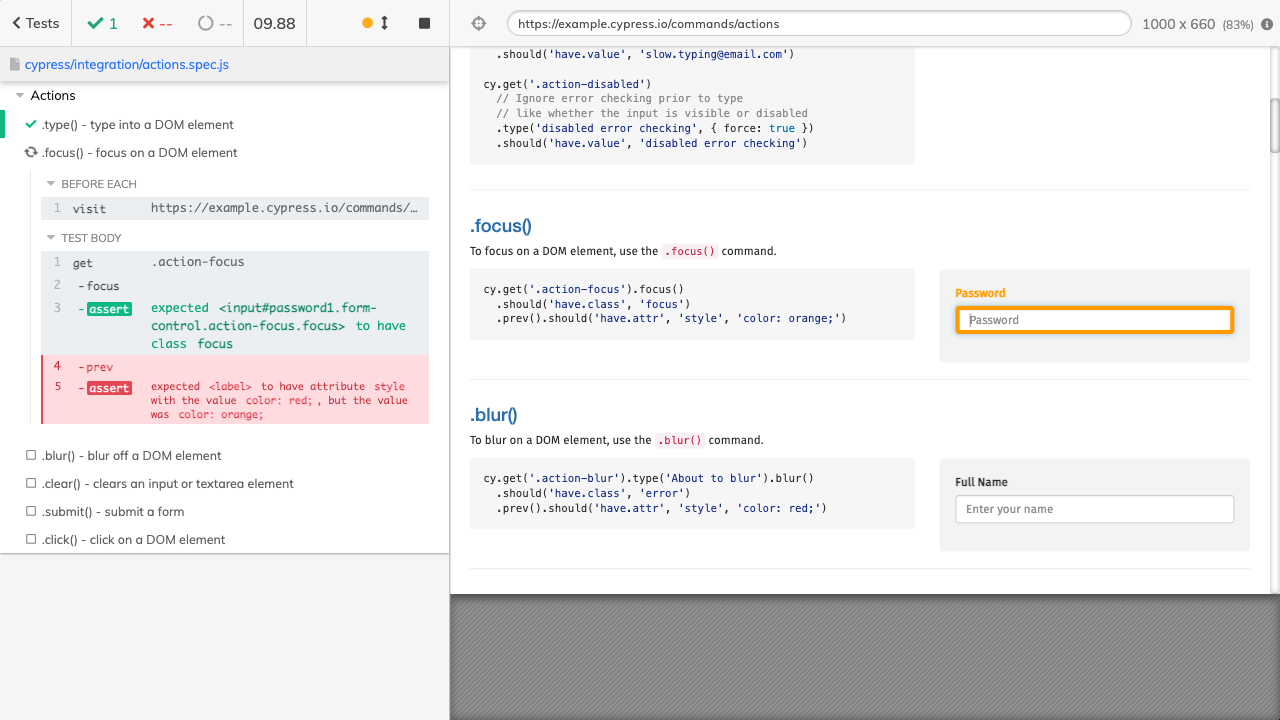 Tests
1
--
--
09.88
https://example.cypress.io/commands/actions
1000 x 660 (83%)
cypress/integration/actions.spec.js
Actions
.type() - type into a DOM element
.focus() - focus on a DOM element
BEFORE EACH
1 visit https://example.cypress.io/commands/…
TEST BODY
1 get .action-focus
2 - focus
3 - assert expected <input#password1.form-
control.action-focus.focus> to have
class focus
4 - prev
5 - assert expected <label> to have attribute style
with the value color: red; , but the value
was color: orange;
.blur() - blur off a DOM element
.clear() - clears an input or textarea element
.submit() - submit a form
.click() - click on a DOM element
.should('have.value', 'slow.typing@email.com')
cy.get('.action-disabled')
// Ignore error checking prior to type
// like whether the input is visible or disabled
.type('disabled error checking', { force: true })
.should('have.value', 'disabled error checking')
.focus()
To focus on a DOM element, use the .focus() command.
cy.get('.action-focus').focus()
.should('have.class', 'focus')
.prev().should('have.attr', 'style', 'color: orange;')
Password
Password
.blur()
To blur on a DOM element, use the .blur() command.
cy.get('.action-blur').type('About to blur').blur()
.should('have.class', 'error')
.prev().should('have.attr', 'style', 'color: red;')
Full Name
Enter your name